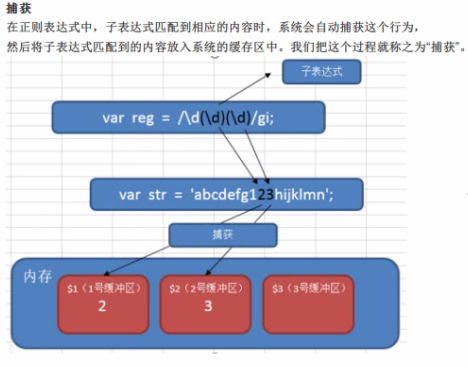 捕获
在正则表达式中，子表达式匹配到相应的内容时，系统会自动捕获这个行为，
然后将子表达式匹配到的内容放入系统的缓存区中。我们把这个过程就称之为“捕获”。
子表达式
var reg = /\d(\d)(\d)/gi;
var str = 'abcdefg123hijklmn';
捕获
内存
$1（1号缓冲区）
2
$2（2号缓冲区）
3
$3（3号缓冲区）